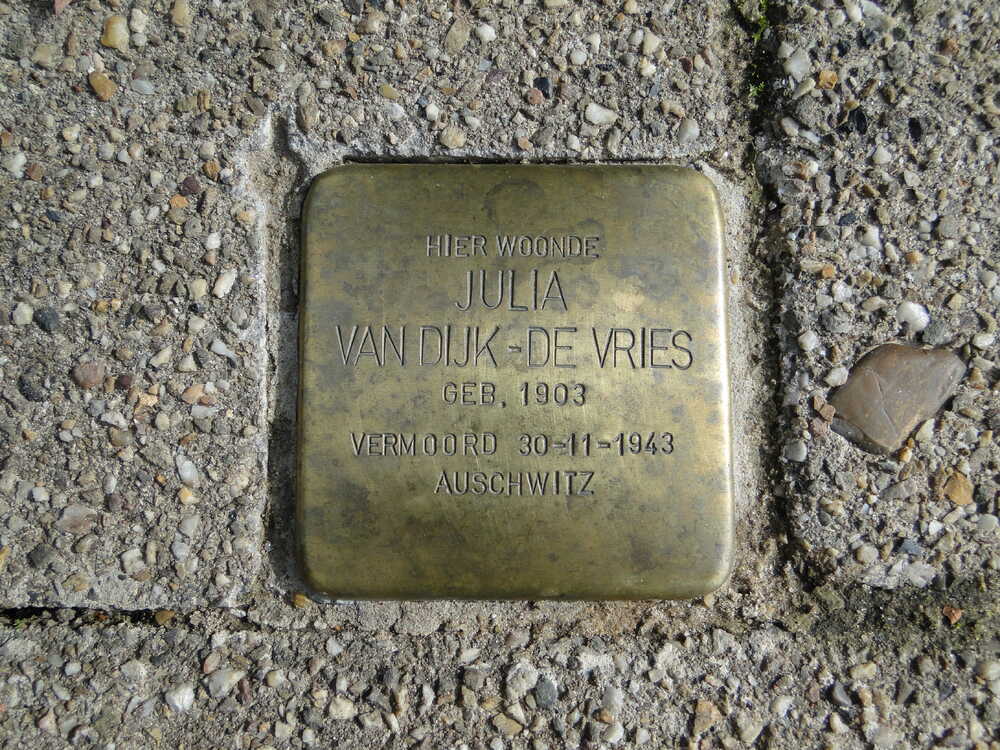 HIER WOONDE
JULIA
VAN DIJK-DE VRIES
GEB. 1903
VERMOORD 30-11-1943
AUSCHWITZ